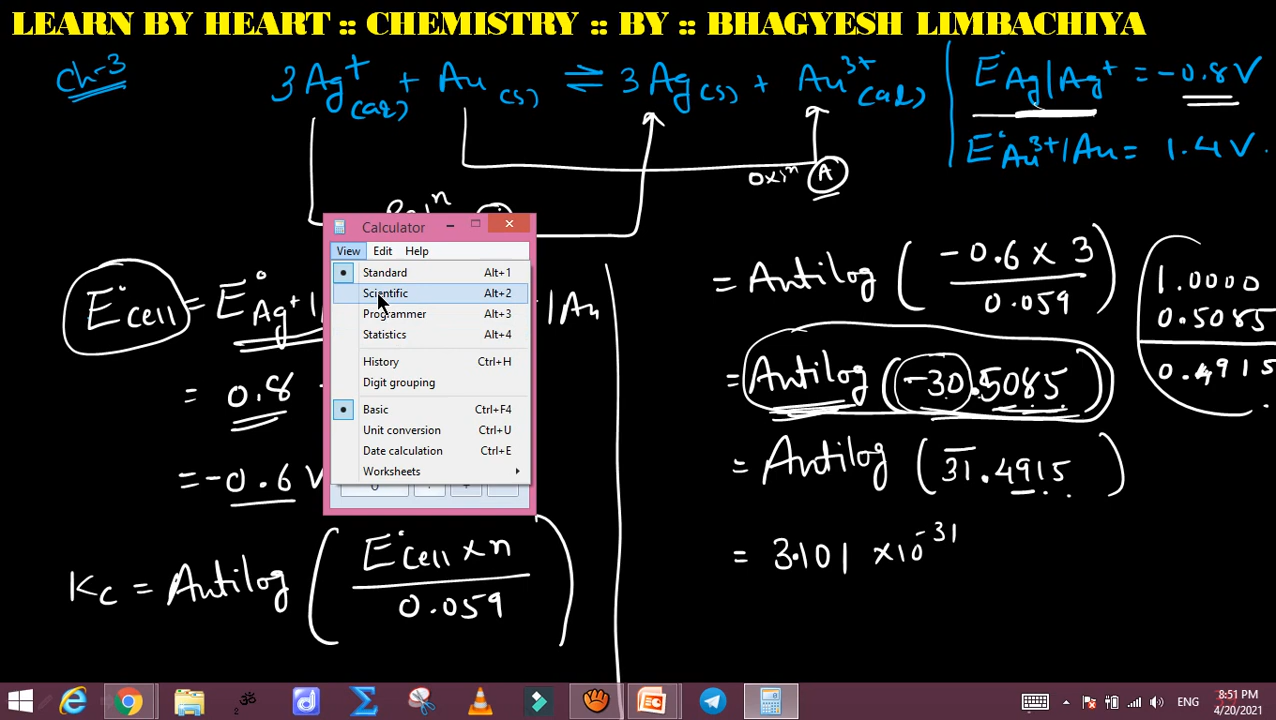 LEARN BY HEART :: CHEMISTRY :: BY :: BHAGYESH LIMBACHIYA
Ch-3
3Ag⁺(aq) + Au(s) ⇌ 3Ag(s) + Au³⁺(aq)
E°Ag|Ag⁺ = -0.8 V
E°Au³⁺|Au = 1.4 V.
oxiⁿ A
E°cell = E°Ag⁺|
|Au
= 0.8
= -0.6 V
Kc = Antilog (E°cell × n / 0.059)
= Antilog (-0.6 × 3 / 0.059)
= Antilog (-30.5085)
= Antilog (3̅1̅.4915)
= 3.101 × 10⁻³¹
1.0000
0.5085
0.4915
Calculator
View Edit Help
Standard Alt+1
Scientific Alt+2
Programmer Alt+3
Statistics Alt+4
History Ctrl+H
Digit grouping
Basic Ctrl+F4
Unit conversion Ctrl+U
Date calculation Ctrl+E
Worksheets
ENG
8:51 PM
4/20/2021